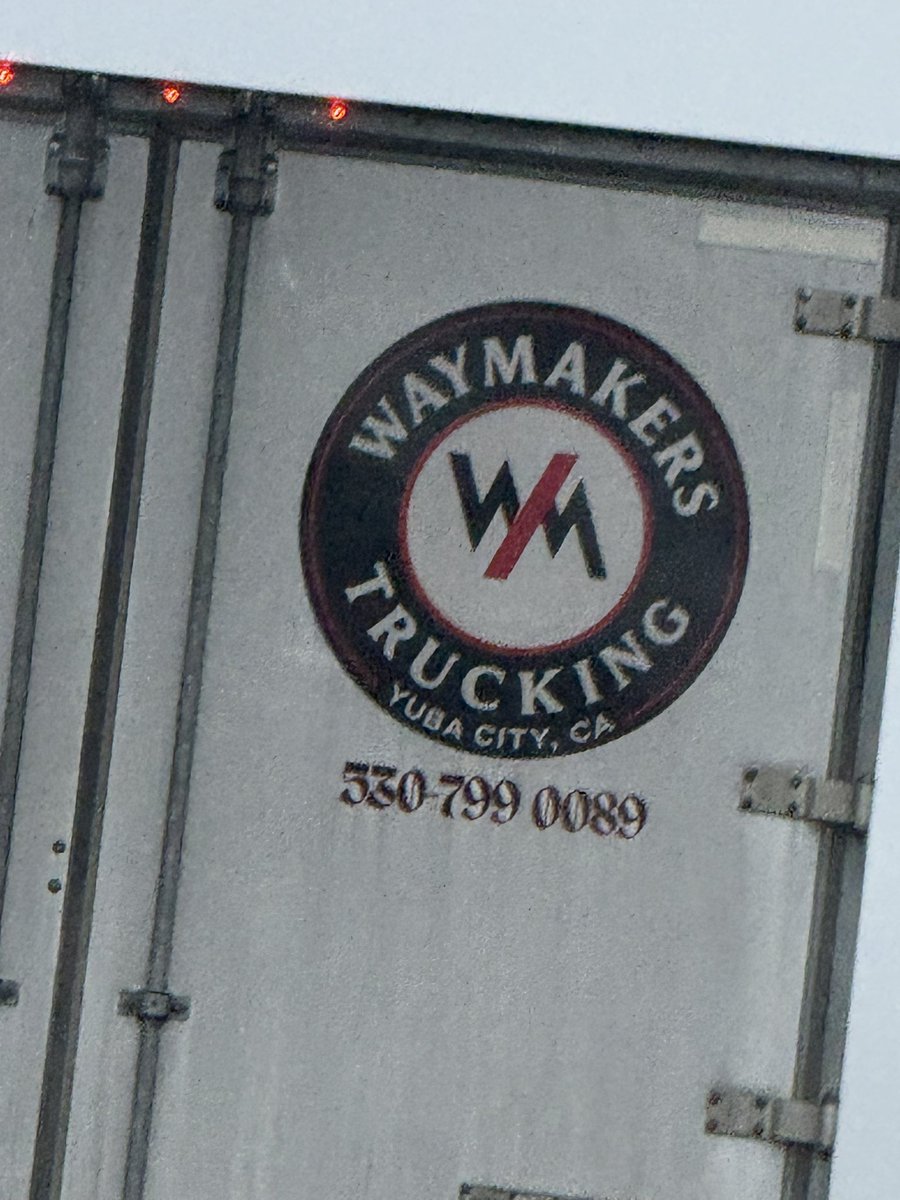 WAYMAKERS
WM
TRUCKING
YUBA CITY, CA
530-799 0089